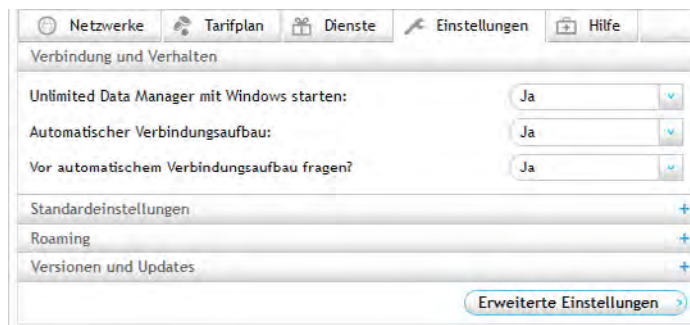 Netzwerke Tarifplan Dienste Einstellungen Hilfe
Verbindung und Verhalten
Unlimited Data Manager mit Windows starten: Ja
Automatischer Verbindungsaufbau: Ja
Vor automatischem Verbindungsaufbau fragen? Ja
Standardeinstellungen +
Roaming +
Versionen und Updates +
Erweiterte Einstellungen